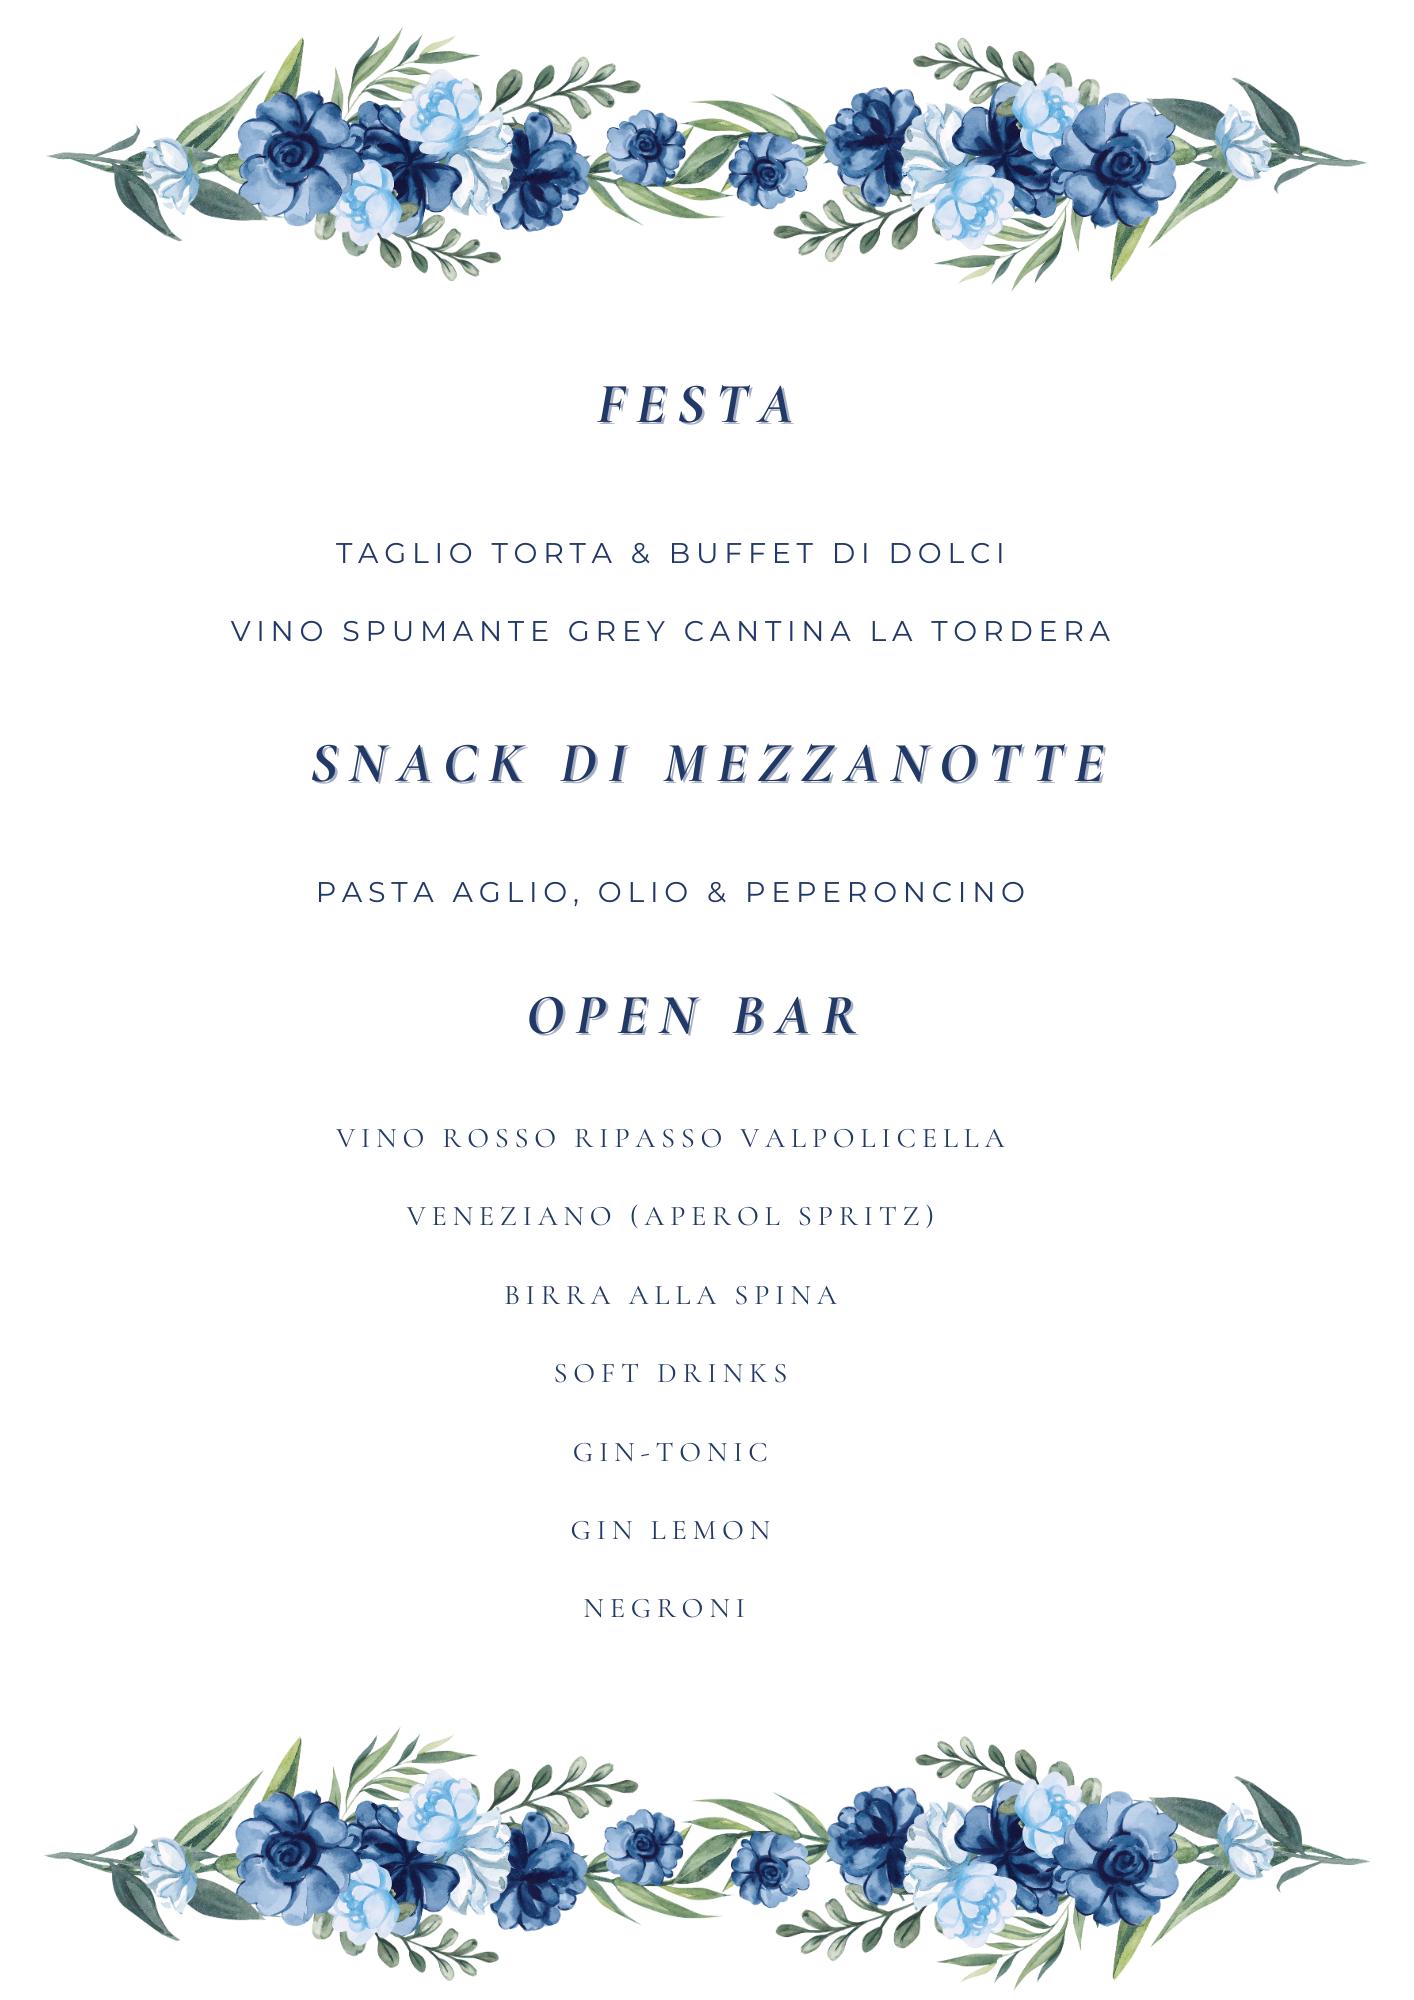 FESTA
TAGLIO TORTA & BUFFET DI DOLCI
VINO SPUMANTE GREY CANTINA LA TORDERA
SNACK DI MEZZANOTTE
PASTA AGLIO, OLIO & PEPERONCINO
OPEN BAR
VINO ROSSO RIPASSO VALPOLICELLA
VENEZIANO (APEROL SPRITZ)
BIRRA ALLA SPINA
SOFT DRINKS
GIN-TONIC
GIN LEMON
NEGRONI